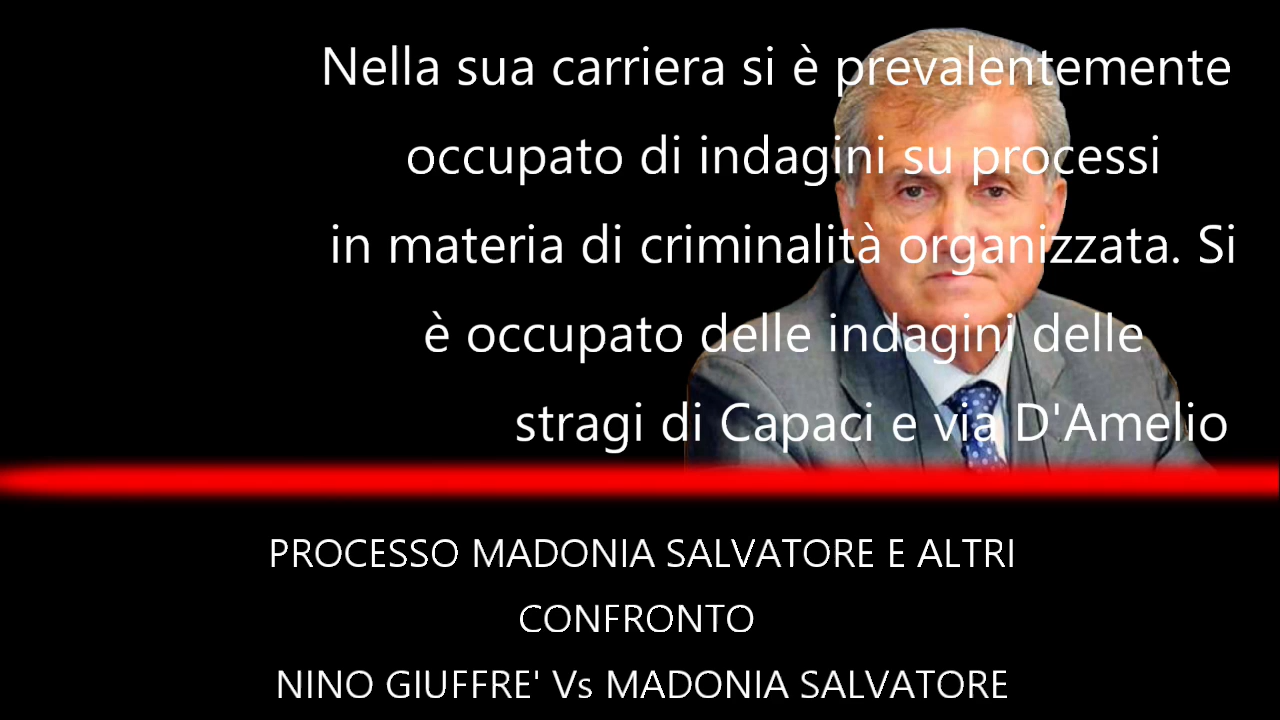 Nella sua carriera si è prevalentemente
occupato di indagini su processi
in materia di criminalità organizzata. Si
è occupato delle indagini delle
stragi di Capaci e via D'Amelio
PROCESSO MADONIA SALVATORE E ALTRI
CONFRONTO
NINO GIUFFRE' Vs MADONIA SALVATORE